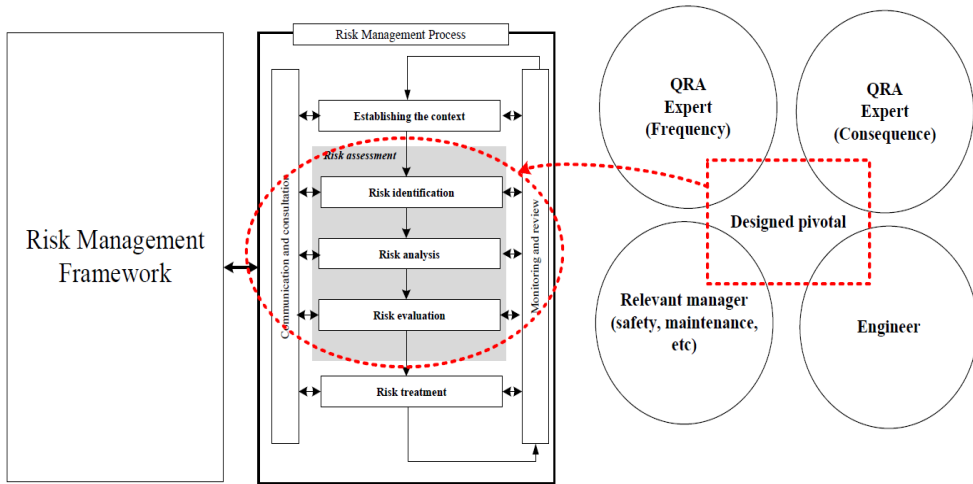 Risk Management
Framework
Risk Management Process
Communication and consultation
Establishing the context
Risk assessment
Risk identification
Risk analysis
Risk evaluation
Risk treatment
Monitoring and review
QRA
Expert
(Frequency)
QRA
Expert
(Consequence)
Designed pivotal
Relevant manager
(safety, maintenance,
etc)
Engineer